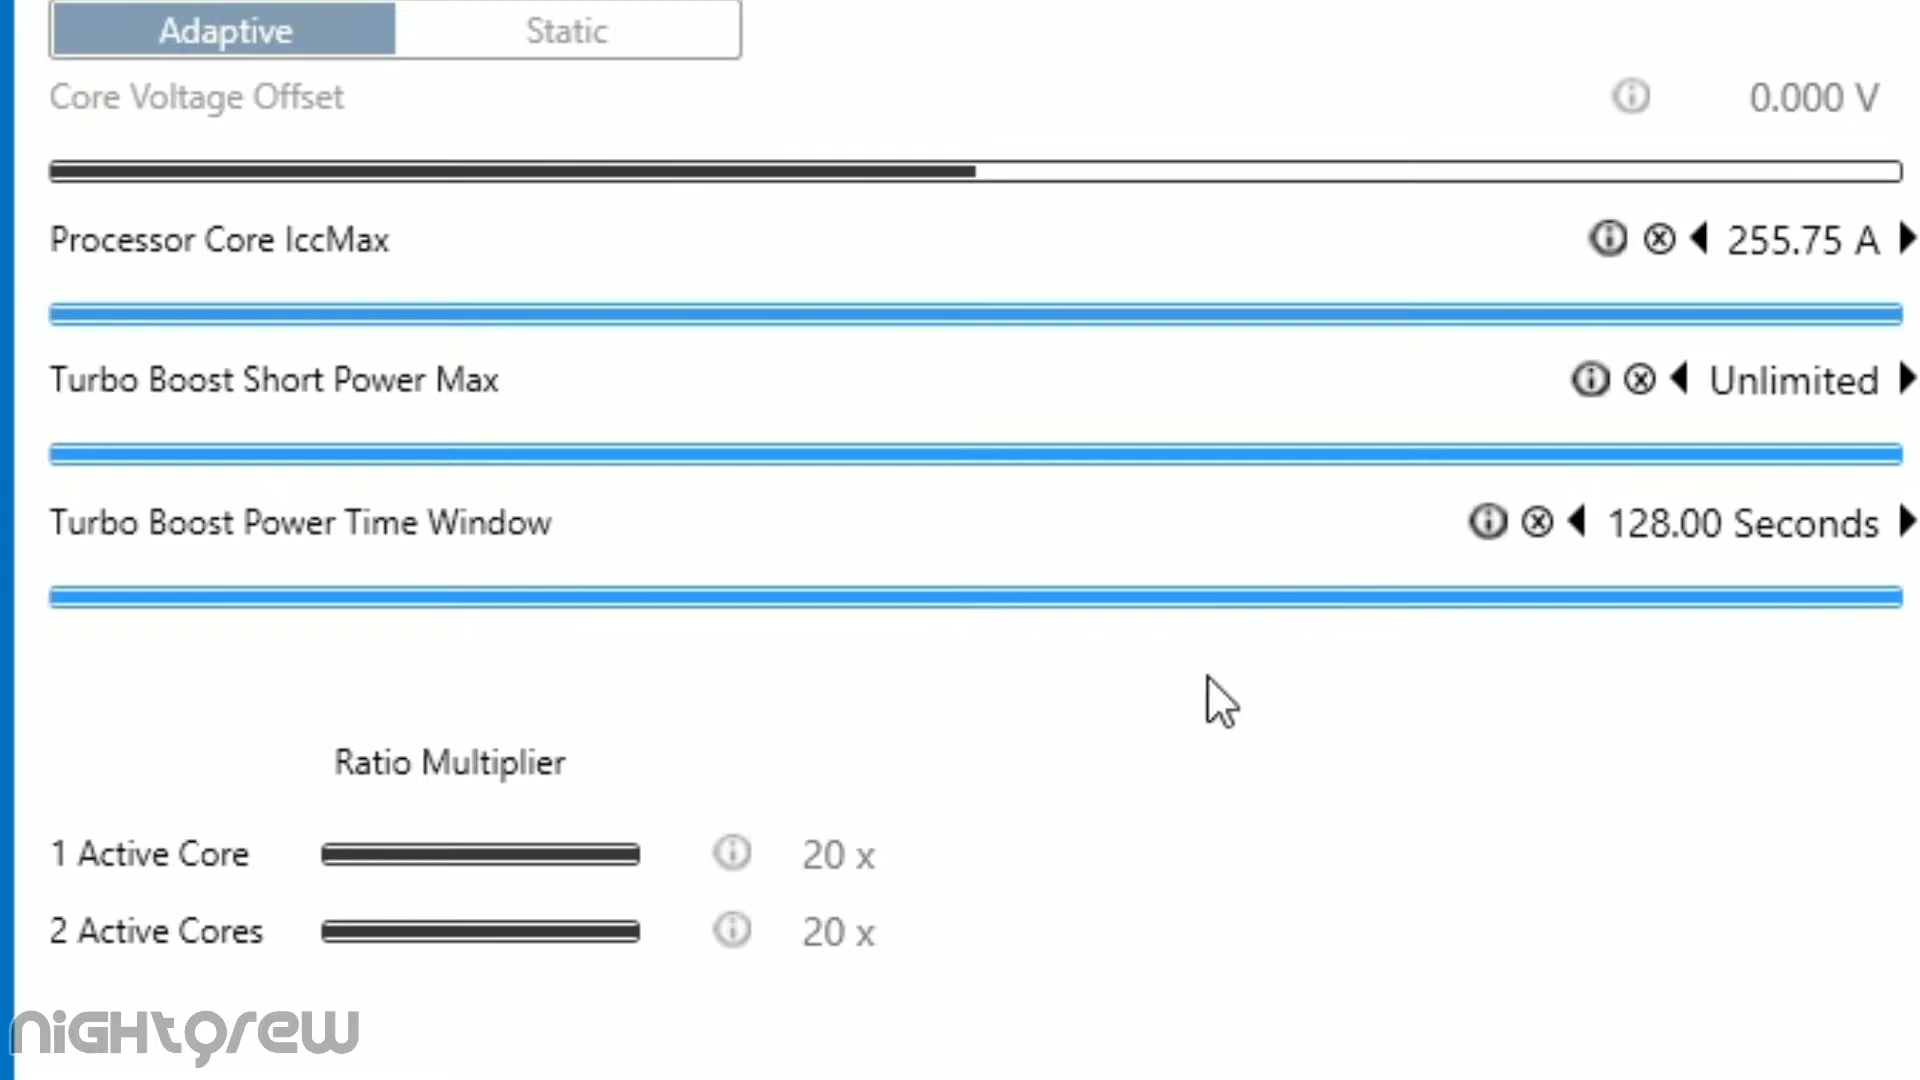 Adaptive Static
Core Voltage Offset 0.000 V
Processor Core IccMax 255.75 A
Turbo Boost Short Power Max Unlimited
Turbo Boost Power Time Window 128.00 Seconds
Ratio Multiplier
1 Active Core 20 x
2 Active Cores 20 x